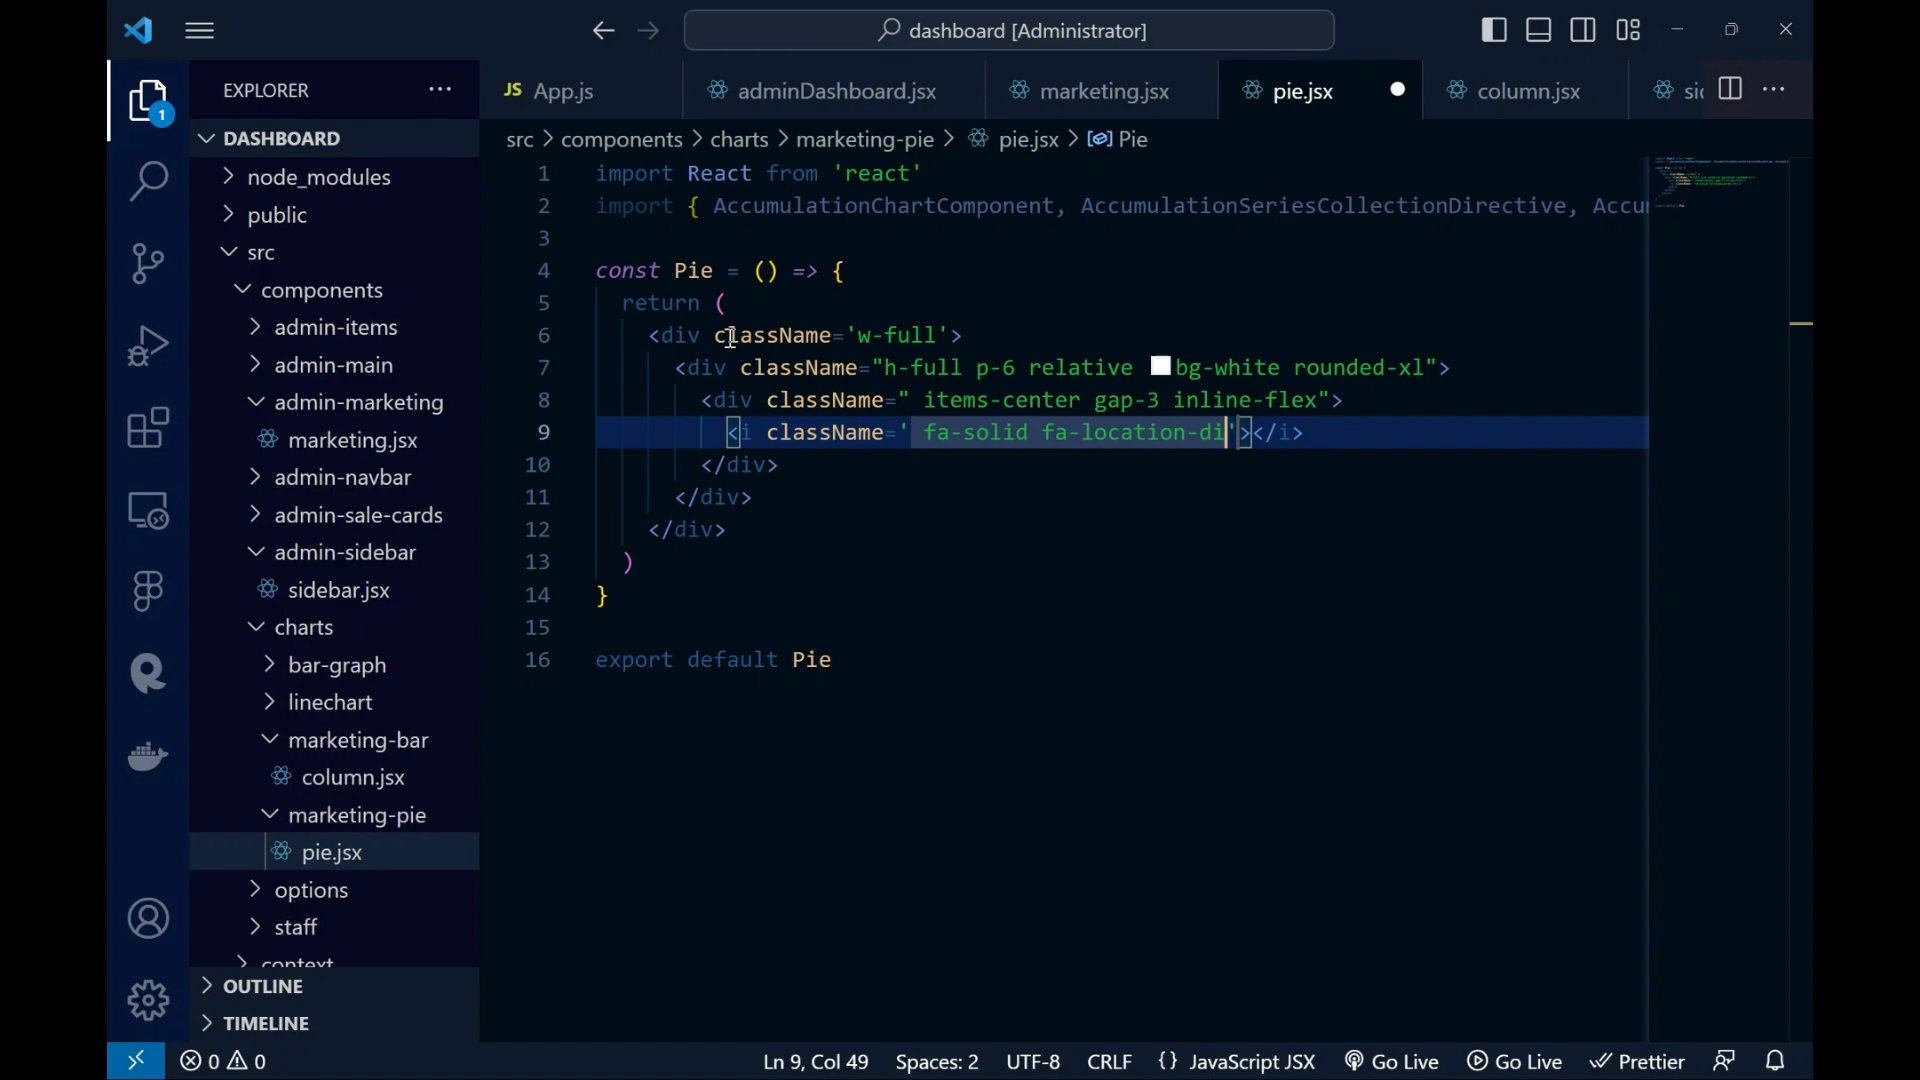 dashboard [Administrator]
EXPLORER
1
DASHBOARD
node_modules
public
src
components
admin-items
admin-main
admin-marketing
marketing.jsx
admin-navbar
admin-sale-cards
admin-sidebar
sidebar.jsx
charts
bar-graph
linechart
marketing-bar
column.jsx
marketing-pie
pie.jsx
options
staff
context
OUTLINE
TIMELINE
JS App.js
adminDashboard.jsx
marketing.jsx
pie.jsx
column.jsx
src > components > charts > marketing-pie > pie.jsx > Pie
1 import React from 'react'
2 import { AccumulationChartComponent, AccumulationSeriesCollectionDirective,
3
4 const Pie = () => {
5 return (
6 <div className='w-full'>
7 <div className="h-full p-6 relative bg-white rounded-xl">
8 <div className=" items-center gap-3 inline-flex">
9 <i className=' fa-solid fa-location-di'></i>
10 </div>
11 </div>
12 </div>
13 )
14 }
15
16 export default Pie
0 0
Ln 9, Col 49
Spaces: 2
UTF-8
CRLF
{} JavaScript JSX
Go Live
Go Live
Prettier